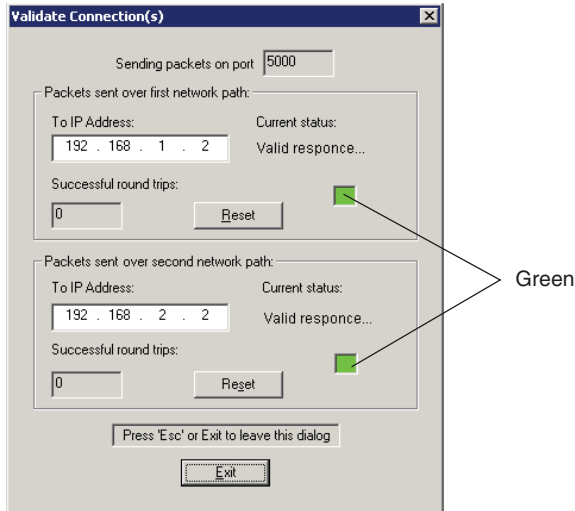 Validate Connection(s)
Sending packets on port 5000
Packets sent over first network path:
To IP Address: Current status:
192 . 168 . 1 . 2 Valid responce...
Successful round trips:
0 Reset
Packets sent over second network path:
To IP Address: Current status:
192 . 168 . 2 . 2 Valid responce...
Successful round trips:
0 Reset
Green
Press 'Esc' or Exit to leave this dialog
Exit